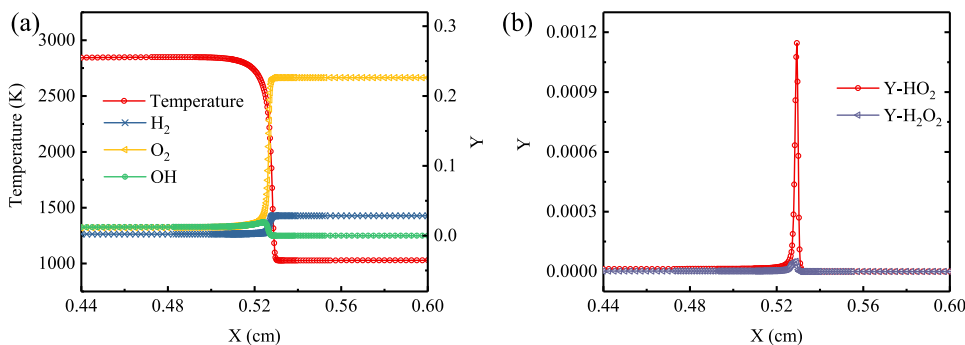 (a)
3000
2500
2000
1500
1000
Temperature (K)
Temperature
H₂
O₂
OH
0.3
0.2
0.1
0.0
Y
0.44 0.48 0.52 0.56 0.60
X (cm)
(b)
0.0012
0.0009
0.0006
0.0003
0.0000
Y
Y-HO₂
Y-H₂O₂
0.44 0.48 0.52 0.56 0.60
X (cm)